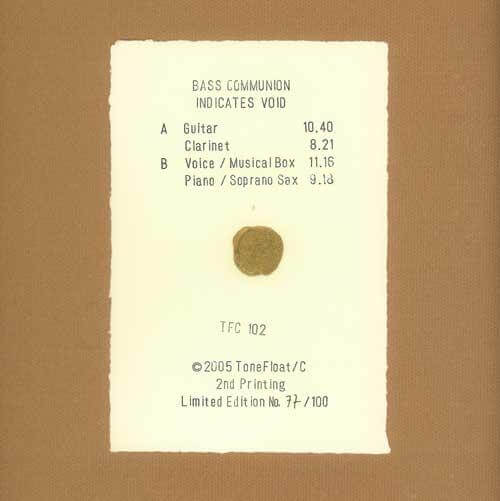 BASS COMMUNION
INDICATES VOID
A Guitar 10.40
Clarinet 8.21
B Voice / Musical Box 11.16
Piano / Soprano Sax 9.18
TFC 102
©2005 ToneFloat/C
2nd Printing
Limited Edition No. 77/100